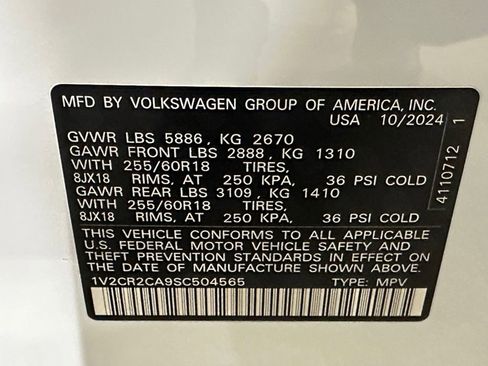 MFD BY VOLKSWAGEN GROUP OF AMERICA, INC.
USA 10/2024
GVWR LBS 5886, KG 2670
GAWR FRONT LBS 2888, KG 1310
WITH 255/60R18 TIRES,
8JX18 RIMS, AT 250 KPA, 36 PSI COLD
GAWR REAR LBS 3109, KG 1410
WITH 255/60R18 TIRES,
8JX18 RIMS, AT 250 KPA, 36 PSI COLD
THIS VEHICLE CONFORMS TO ALL APPLICABLE
U.S. FEDERAL MOTOR VEHICLE SAFETY AND
THEFT PREVENTION STANDARDS IN EFFECT ON
THE DATE OF MANUFACTURE SHOWN ABOVE.
1V2CR2CA9SC504565 TYPE: MPV
4110712 1